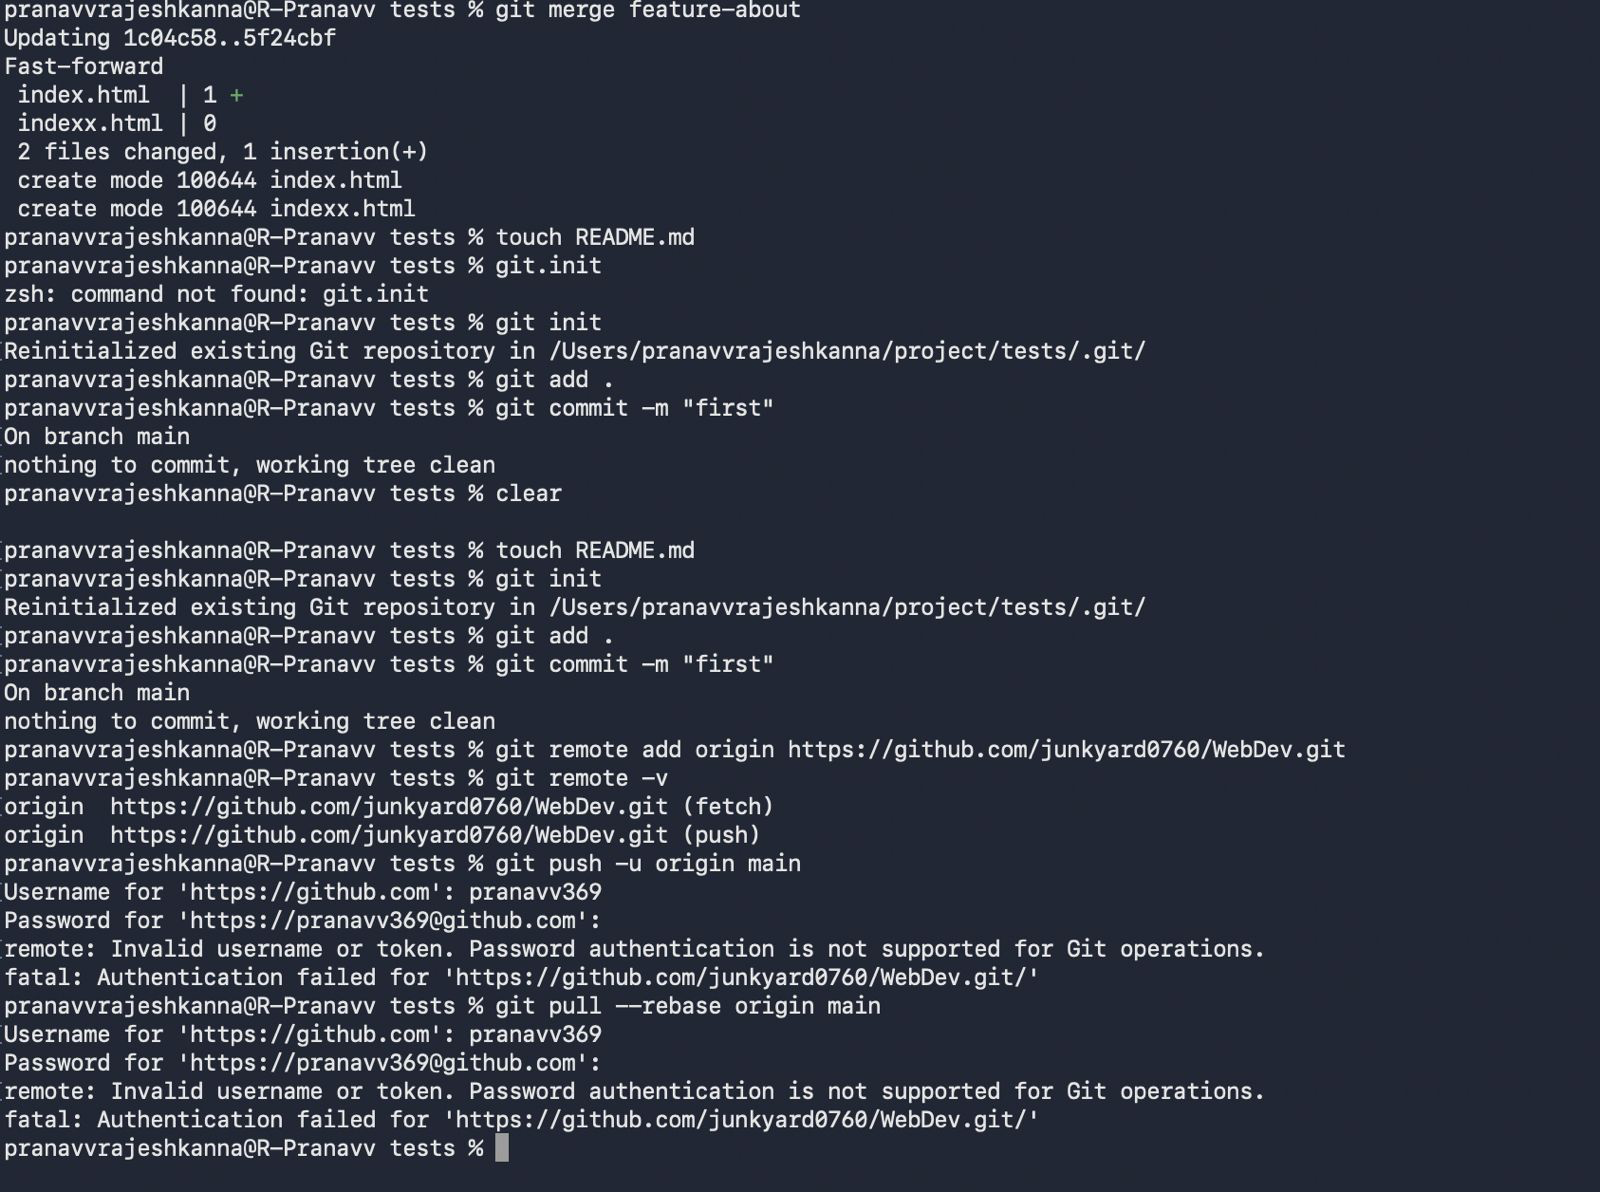 pranavvrajeshkanna@R-Pranavv tests % git merge feature-about
Updating 1c04c58..5f24cbf
Fast-forward
 index.html  | 1 +
 indexx.html | 0
 2 files changed, 1 insertion(+)
 create mode 100644 index.html
 create mode 100644 indexx.html
pranavvrajeshkanna@R-Pranavv tests % touch README.md
pranavvrajeshkanna@R-Pranavv tests % git.init
zsh: command not found: git.init
pranavvrajeshkanna@R-Pranavv tests % git init
Reinitialized existing Git repository in /Users/pranavvrajeshkanna/project/tests/.git/
pranavvrajeshkanna@R-Pranavv tests % git add .
pranavvrajeshkanna@R-Pranavv tests % git commit -m "first"
On branch main
nothing to commit, working tree clean
pranavvrajeshkanna@R-Pranavv tests % clear
pranavvrajeshkanna@R-Pranavv tests % touch README.md
pranavvrajeshkanna@R-Pranavv tests % git init
Reinitialized existing Git repository in /Users/pranavvrajeshkanna/project/tests/.git/
pranavvrajeshkanna@R-Pranavv tests % git add .
pranavvrajeshkanna@R-Pranavv tests % git commit -m "first"
On branch main
nothing to commit, working tree clean
pranavvrajeshkanna@R-Pranavv tests % git remote add origin https://github.com/junkyard0760/WebDev.git
pranavvrajeshkanna@R-Pranavv tests % git remote -v
origin  https://github.com/junkyard0760/WebDev.git (fetch)
origin  https://github.com/junkyard0760/WebDev.git (push)
pranavvrajeshkanna@R-Pranavv tests % git push -u origin main
Username for 'https://github.com': pranavv369
Password for 'https://pranavv369@github.com':
remote: Invalid username or token. Password authentication is not supported for Git operations.
fatal: Authentication failed for 'https://github.com/junkyard0760/WebDev.git/'
pranavvrajeshkanna@R-Pranavv tests % git pull --rebase origin main
Username for 'https://github.com': pranavv369
Password for 'https://pranavv369@github.com':
remote: Invalid username or token. Password authentication is not supported for Git operations.
fatal: Authentication failed for 'https://github.com/junkyard0760/WebDev.git/'
pranavvrajeshkanna@R-Pranavv tests %